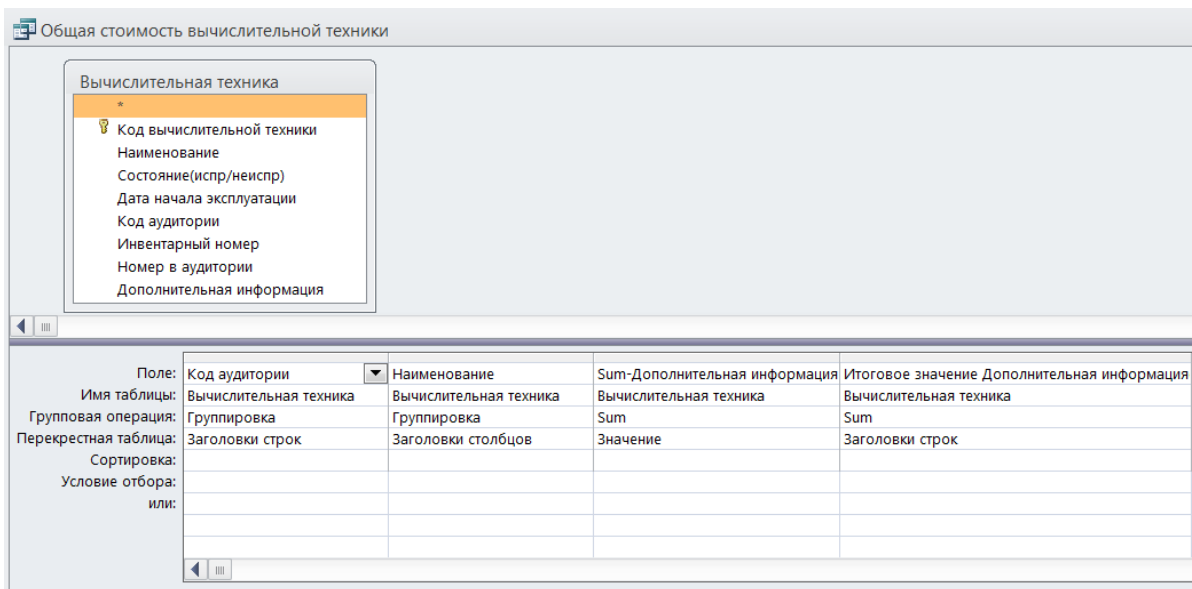 Общая стоимость вычислительной техники
Вычислительная техника
*
Код вычислительной техники
Наименование
Состояние(испр/неиспр)
Дата начала эксплуатации
Код аудитории
Инвентарный номер
Номер в аудитории
Дополнительная информация
Поле: Код аудитории Наименование Sum-Дополнительная информация Итоговое значение Дополнительная информация
Имя таблицы: Вычислительная техника Вычислительная техника Вычислительная техника Вычислительная техника
Групповая операция: Группировка Группировка Sum Sum
Перекрестная таблица: Заголовки строк Заголовки столбцов Значение Заголовки строк
Сортировка:
Условие отбора:
или: